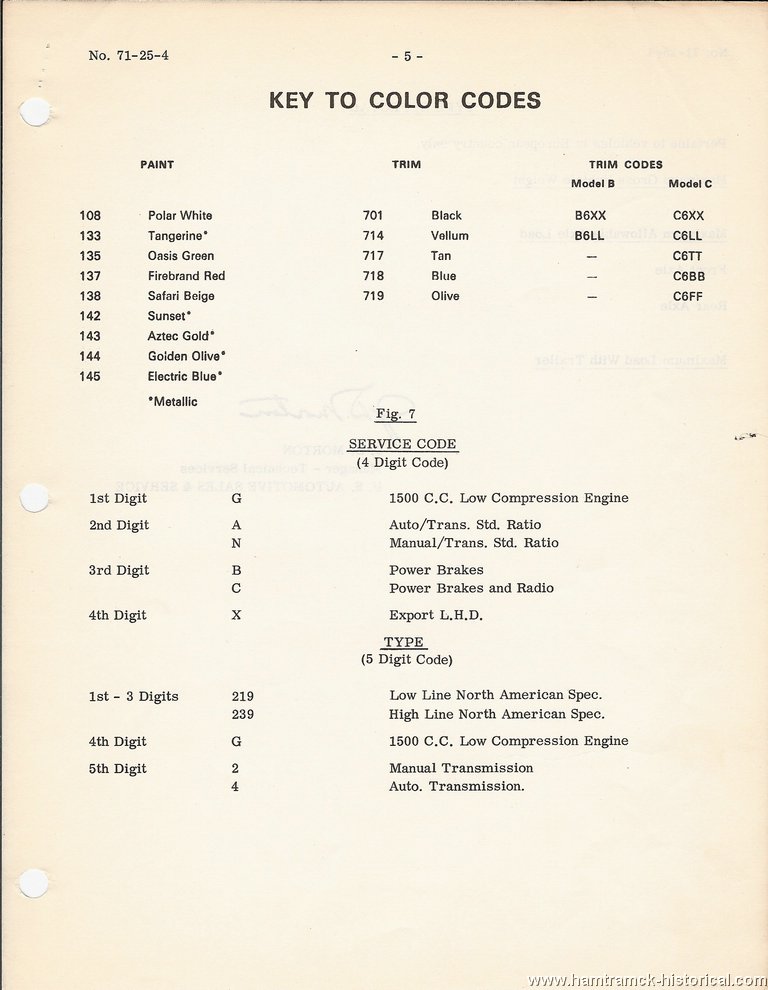 No. 71-25-4 - 5 -
KEY TO COLOR CODES
PAINT TRIM TRIM CODES
Model B Model C
108 Polar White 701 Black B6XX C6XX
133 Tangerine* 714 Vellum B6LL C6LL
135 Oasis Green 717 Tan — C6TT
137 Firebrand Red 718 Blue — C6BB
138 Safari Beige 719 Olive — C6FF
142 Sunset*
143 Aztec Gold*
144 Golden Olive*
145 Electric Blue*
*Metallic
Fig. 7
SERVICE CODE
(4 Digit Code)
1st Digit G 1500 C.C. Low Compression Engine
2nd Digit A Auto/Trans. Std. Ratio
N Manual/Trans. Std. Ratio
3rd Digit B Power Brakes
C Power Brakes and Radio
4th Digit X Export L.H.D.
TYPE
(5 Digit Code)
1st - 3 Digits 219 Low Line North American Spec.
239 High Line North American Spec.
4th Digit G 1500 C.C. Low Compression Engine
5th Digit 2 Manual Transmission
4 Auto. Transmission.
www.hamtramck-historical.com